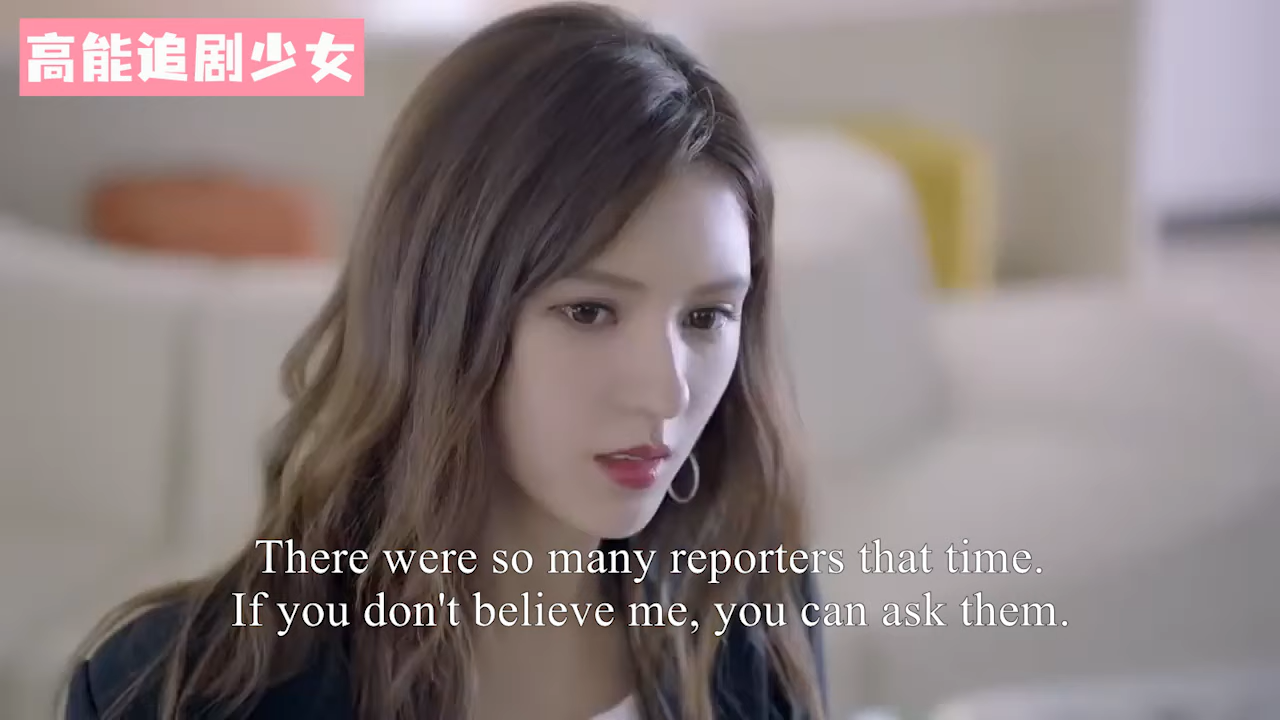 高能追剧少女
There were so many reporters that time.
If you don't believe me, you can ask them.